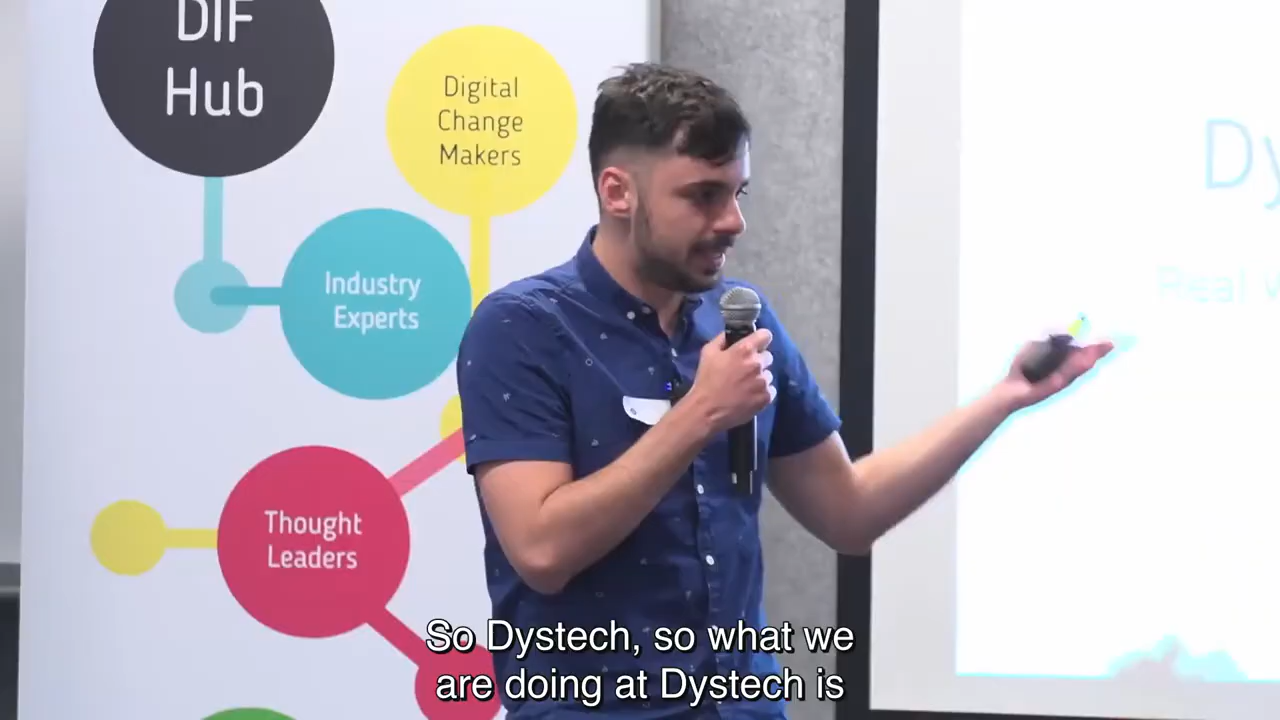 DIF
Hub
Digital
Change
Makers
Industry
Experts
Thought
Leaders
Dy
Real
So Dystech, so what we
are doing at Dystech is